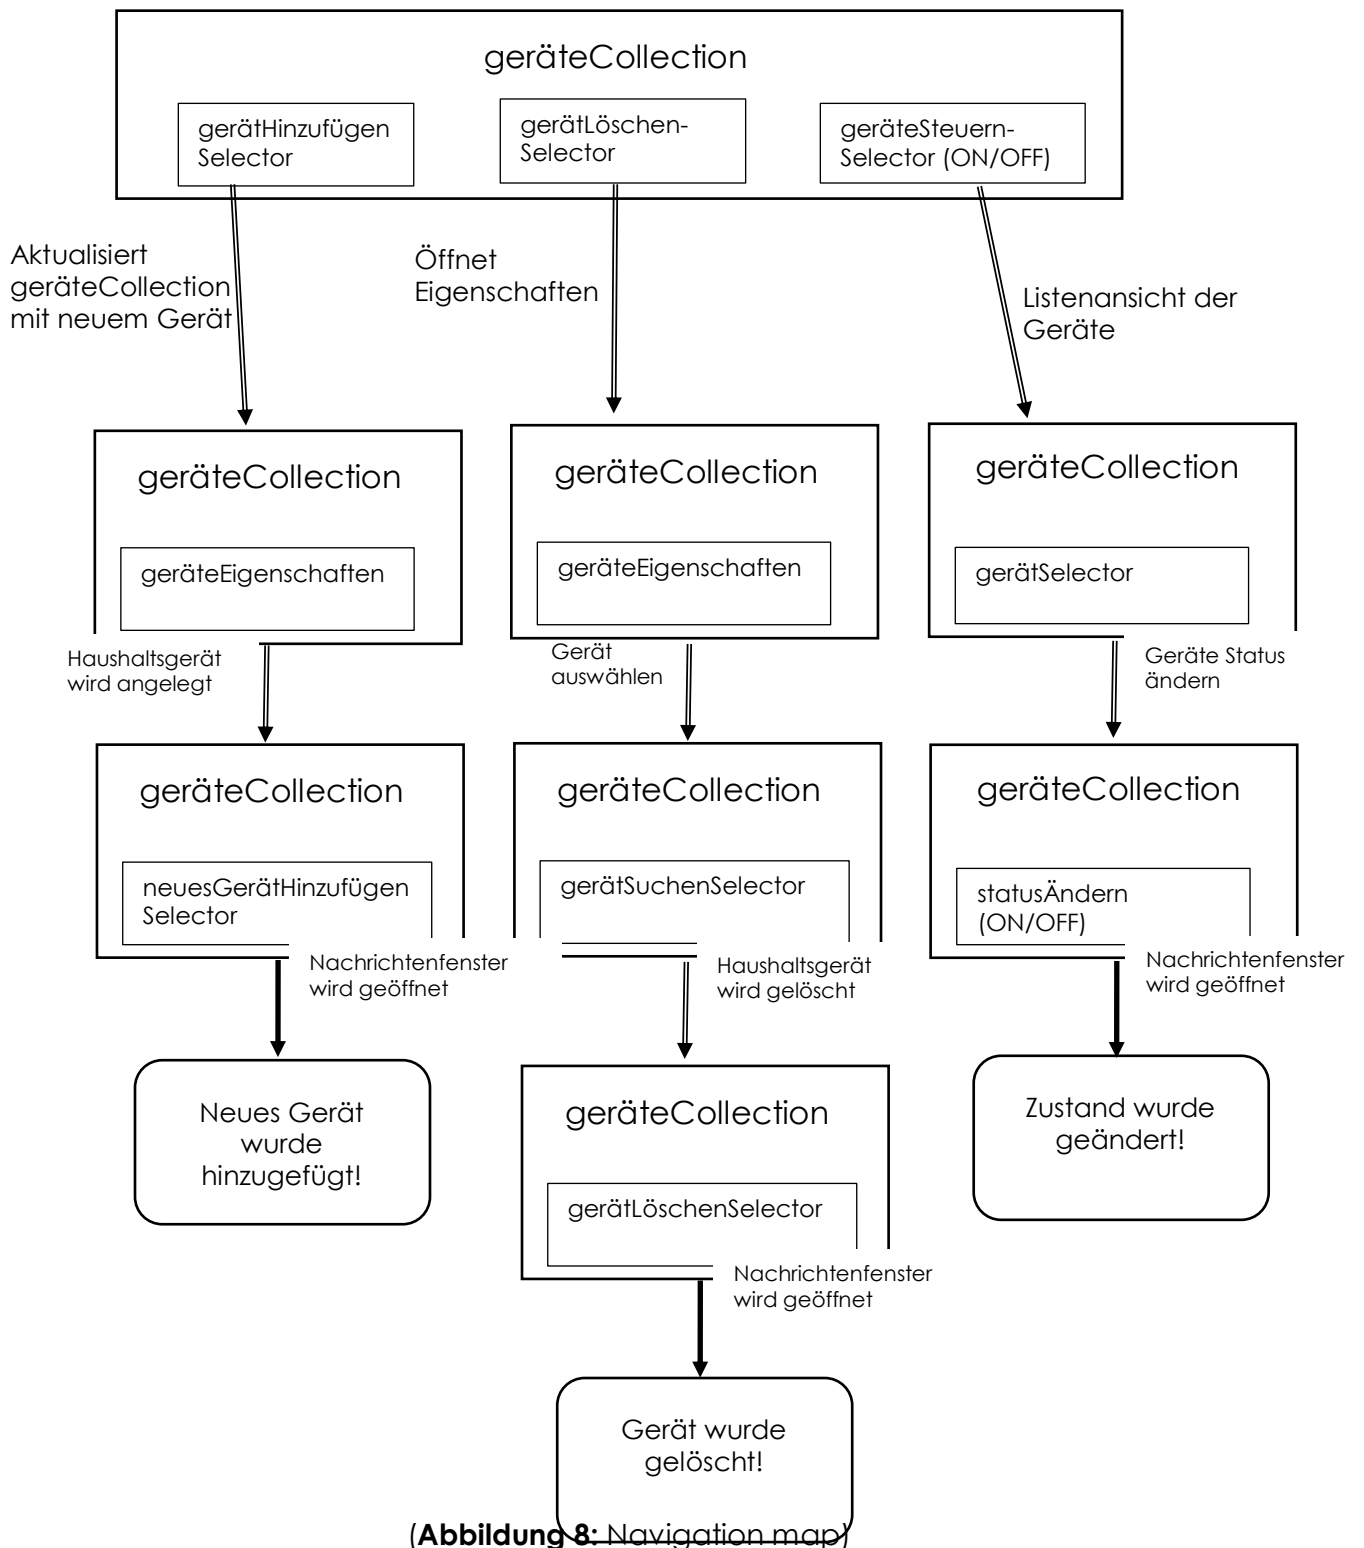 geräteCollection
gerätHinzufügen
Selector
gerätLöschen-
Selector
geräteSteuern-
Selector (ON/OFF)
Aktualisiert
geräteCollection
mit neuem Gerät
Öffnet
Eigenschaften
Listenansicht der
Geräte
geräteCollection
geräteEigenschaften
geräteCollection
geräteEigenschaften
geräteCollection
gerätSelector
Haushaltsgerät
wird angelegt
Gerät
auswählen
Geräte Status
ändern
geräteCollection
neuesGerätHinzufügen
Selector
geräteCollection
gerätSuchenSelector
geräteCollection
statusÄndern
(ON/OFF)
Nachrichtenfenster
wird geöffnet
Haushaltsgerät
wird gelöscht
Nachrichtenfenster
wird geöffnet
Neues Gerät
wurde
hinzugefügt!
geräteCollection
gerätLöschenSelector
Zustand wurde
geändert!
Nachrichtenfenster
wird geöffnet
Gerät wurde
gelöscht!
(Abbildung 8: Navigation map)